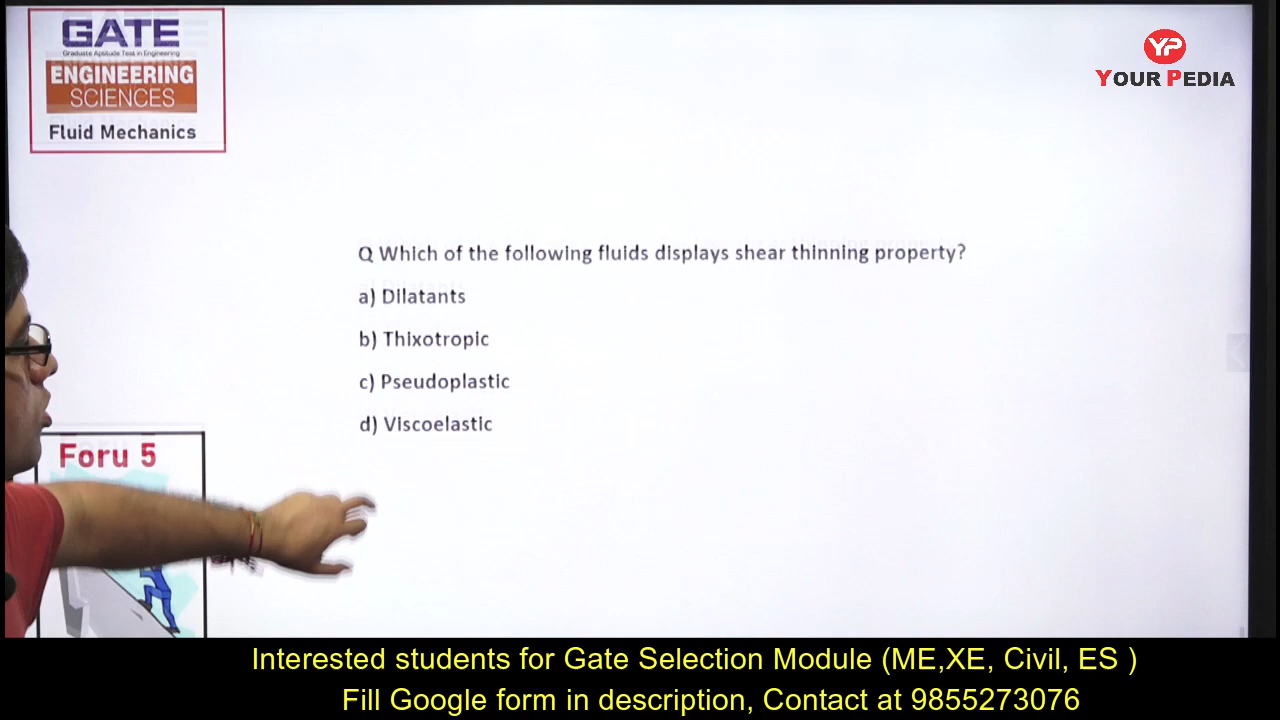 GATE
Graduate Aptitude Test in Engineering
ENGINEERING
SCIENCES
Fluid Mechanics
YP
YOUR PEDIA
Q Which of the following fluids displays shear thinning property?
a) Dilatants
b) Thixotropic
c) Pseudoplastic
d) Viscoelastic
Foru 5
Interested students for Gate Selection Module (ME,XE, Civil, ES )
Fill Google form in description, Contact at 9855273076